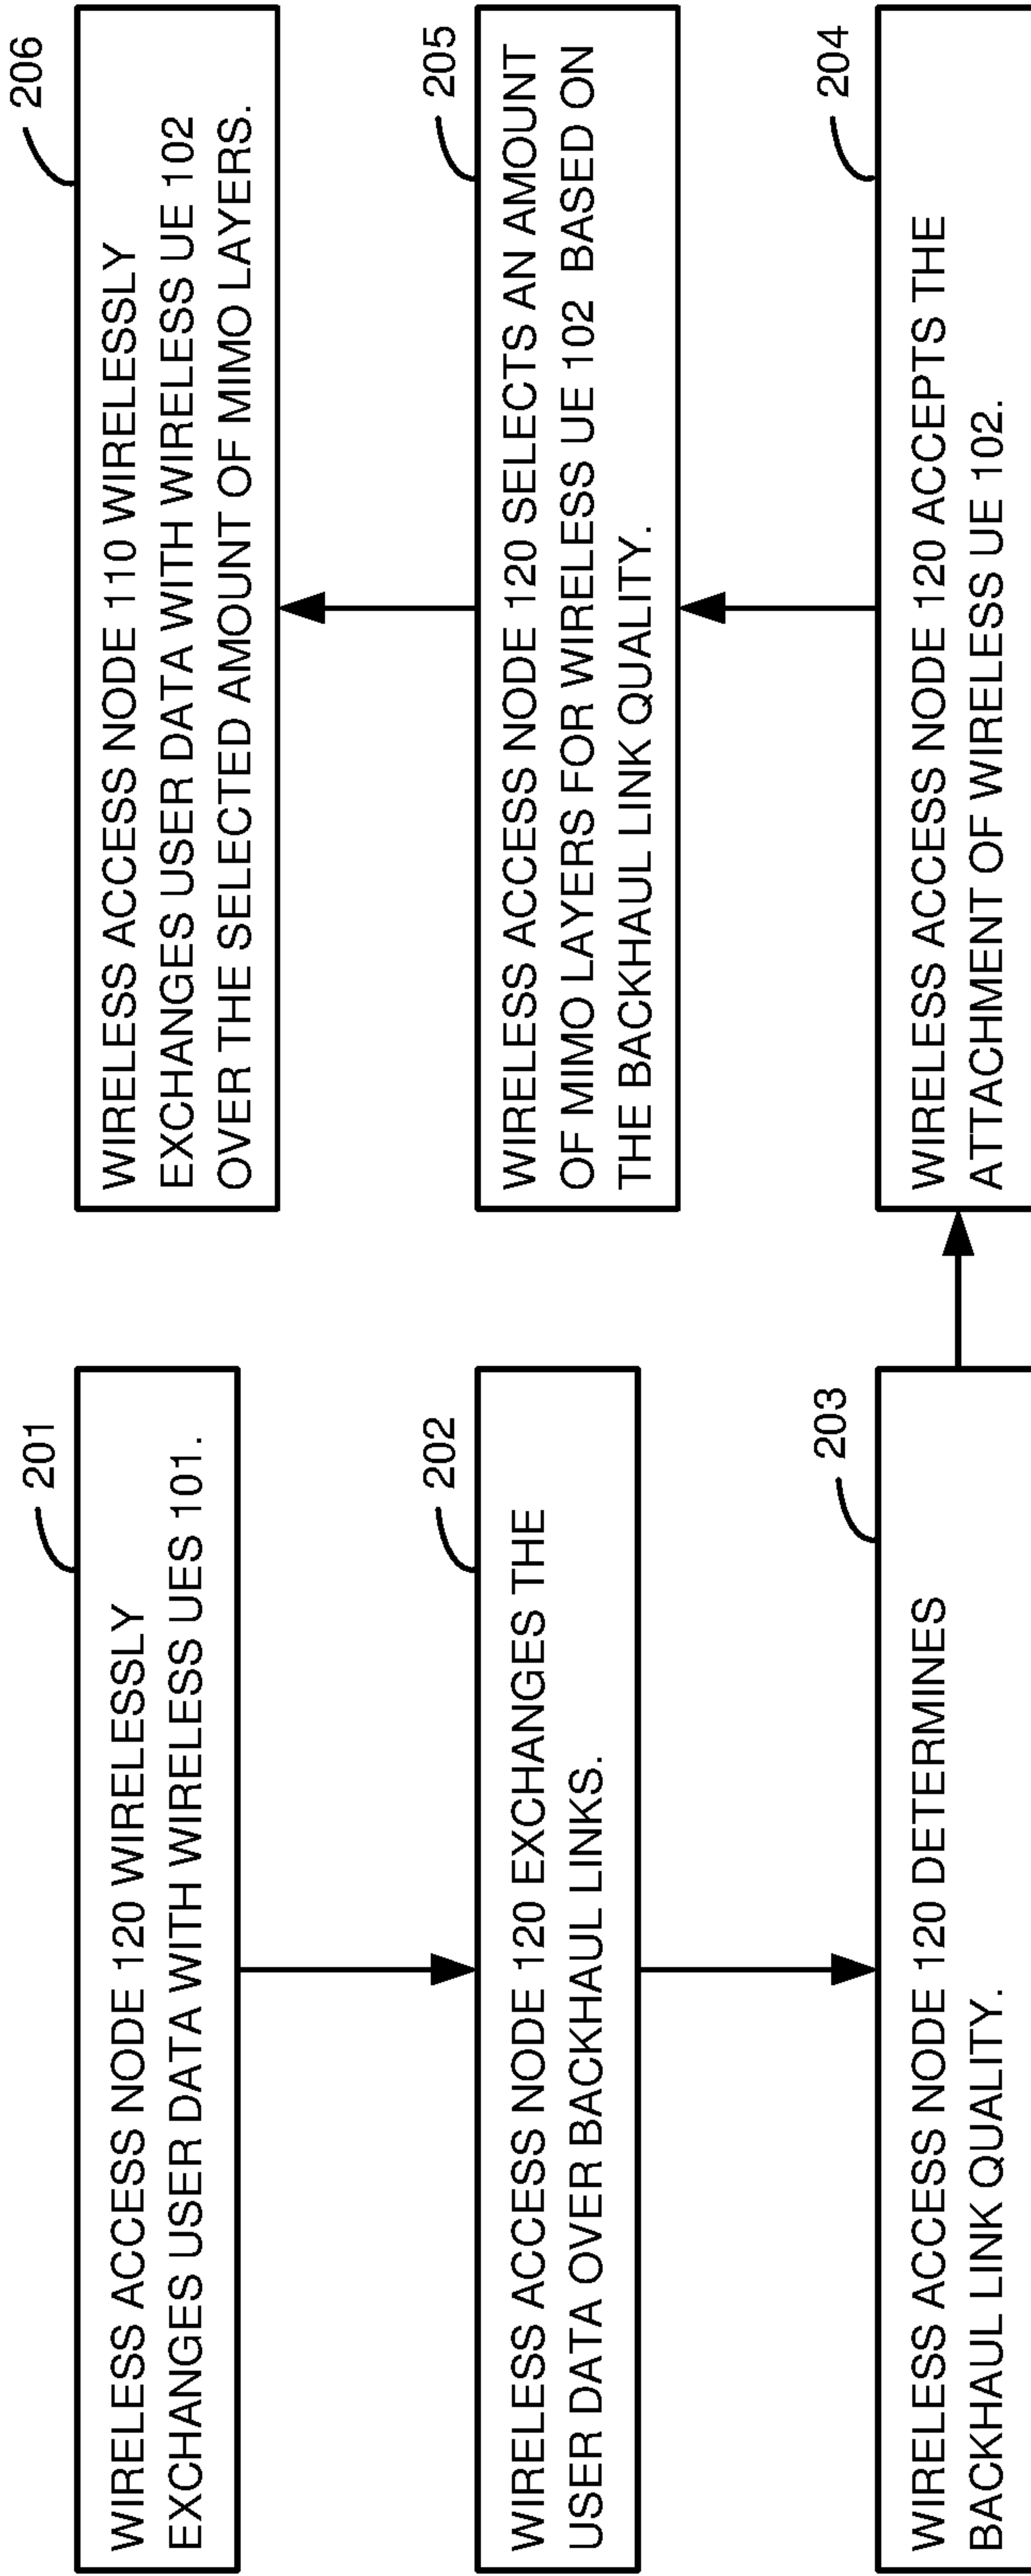 201
WIRELESS ACCESS NODE 120 WIRELESSLY
EXCHANGES USER DATA WITH WIRELESS UES 101.
202
WIRELESS ACCESS NODE 120 EXCHANGES THE
USER DATA OVER BACKHAUL LINKS.
203
WIRELESS ACCESS NODE 120 DETERMINES
BACKHAUL LINK QUALITY.
204
WIRELESS ACCESS NODE 120 ACCEPTS THE
ATTACHMENT OF WIRELESS UE 102.
205
WIRELESS ACCESS NODE 120 SELECTS AN AMOUNT
OF MIMO LAYERS FOR WIRELESS UE 102 BASED ON
THE BACKHAUL LINK QUALITY.
206
WIRELESS ACCESS NODE 110 WIRELESSLY
EXCHANGES USER DATA WITH WIRELESS UE 102
OVER THE SELECTED AMOUNT OF MIMO LAYERS.